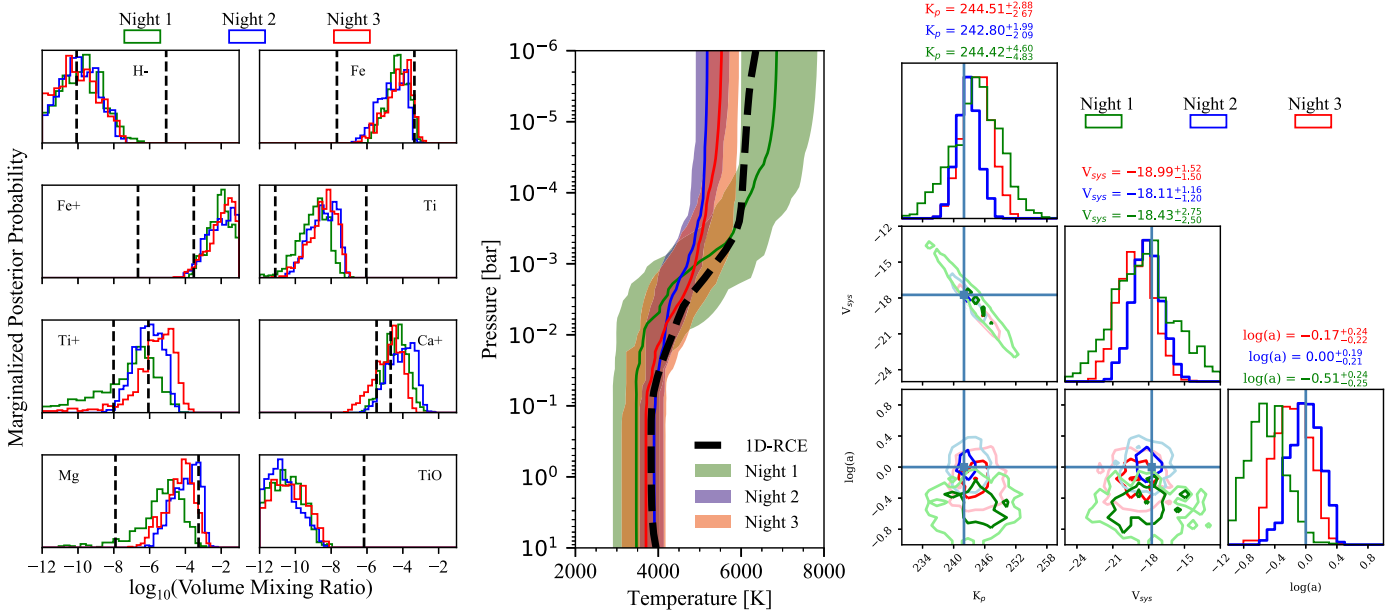 Night 1 Night 2 Night 3
Marginalized Posterior Probability
H- Fe
Fe+ Ti
Ti+ Ca+
Mg TiO
−12 −10 −8 −6 −4 −2 −12 −10 −8 −6 −4 −2
log₁₀(Volume Mixing Ratio)
Pressure [bar]
10⁻⁶
10⁻⁵
10⁻⁴
10⁻³
10⁻²
10⁻¹
10⁰
10¹
1D-RCE
Night 1
Night 2
Night 3
2000 4000 6000 8000
Temperature [K]
Kₚ = 244.51+2.88−2.67
Kₚ = 242.80+1.99−2.09
Kₚ = 244.42+4.60−4.83
Night 1 Night 2 Night 3
Vsys = −18.99+1.52−1.50
Vsys = −18.11+1.16−1.20
Vsys = −18.43+2.75−2.50
log(a) = −0.17+0.24−0.22
log(a) = 0.00+0.19−0.21
log(a) = −0.51+0.24−0.25
Vsys
−12
−15
−18
−21
−24
log(a)
0.8
0.4
0.0
−0.4
−0.8
234 240 246 252 258
Kₚ
−24 −21 −18 −15 −12
Vsys
−0.8 −0.4 0.0 0.4 0.8
log(a)